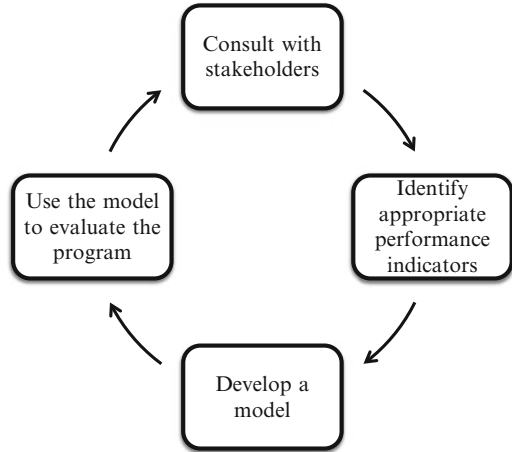 Consult with
stakeholders
Identify
appropriate
performance
indicators
Develop a
model
Use the model
to evaluate the
program